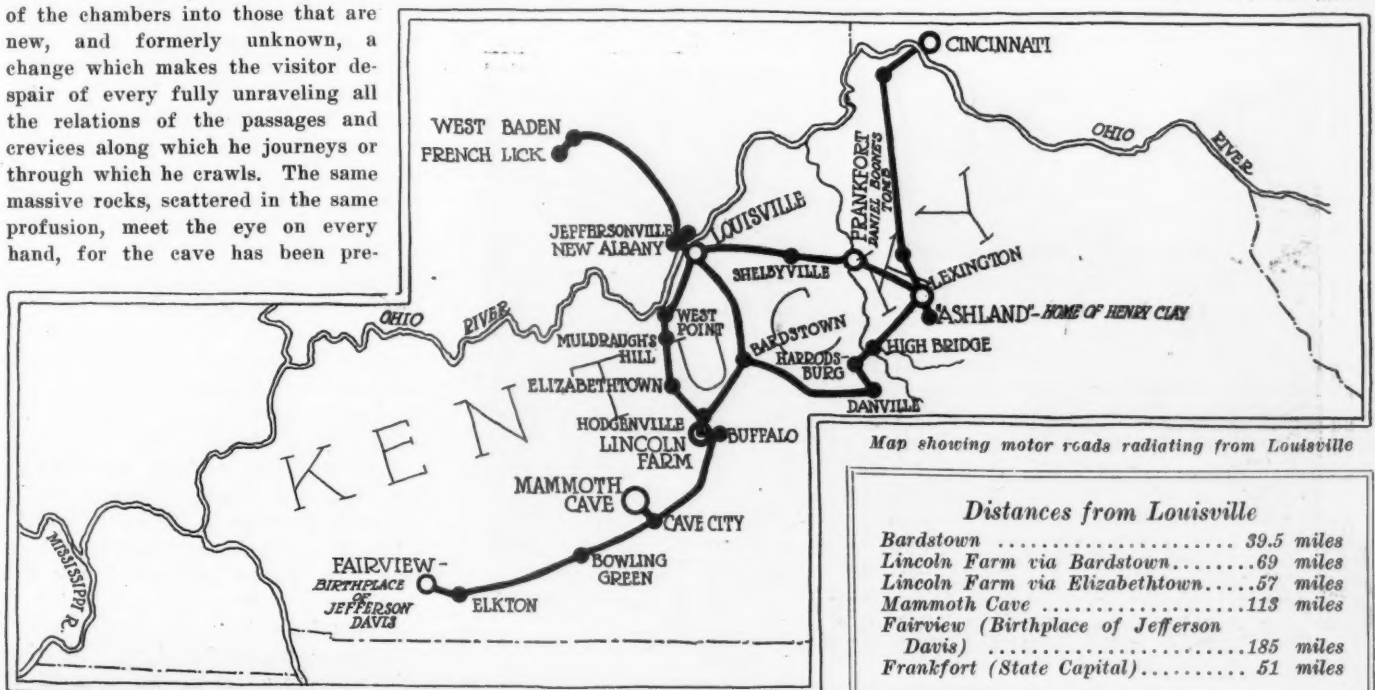 of the chambers into those that are
new, and formerly unknown, a
change which makes the visitor de-
spair of every fully unraveling all
the relations of the passages and
crevices along which he journeys or
through which he crawls. The same
massive rocks, scattered in the same
profusion, meet the eye on every
hand, for the cave has been pre-
CINCINNATI
OHIO
RIVER
WEST BADEN
FRENCH LICK
JEFFERSONVILLE
NEW ALBANY
LOUISVILLE
SHELBYVILLE
FRANKFORT
DANIEL BOONE'S
TOMB
LEXINGTON
"ASHLAND"- HOME OF HENRY CLAY
HIGH BRIDGE
HARRODS-
BURG
DANVILLE
BARDSTOWN
WEST
POINT
MULDRAUGH'S
HILL
ELIZABETHTOWN
HODGENVILLE
LINCOLN
FARM
BUFFALO
OHIO RIVER
KENTUCKY
MAMMOTH
CAVE
CAVE CITY
BOWLING
GREEN
FAIRVIEW-
BIRTHPLACE
OF
JEFFERSON
DAVIS
ELKTON
MISSISSIPPI R.
Map showing motor roads radiating from Louisville
Distances from Louisville
Bardstown ...................... 39.5 miles
Lincoln Farm via Bardstown.......69 miles
Lincoln Farm via Elizabethtown.....57 miles
Mammoth Cave .................. 113 miles
Fairview (Birthplace of Jefferson
Davis) ....................... 185 miles
Frankfort (State Capital).......... 51 miles